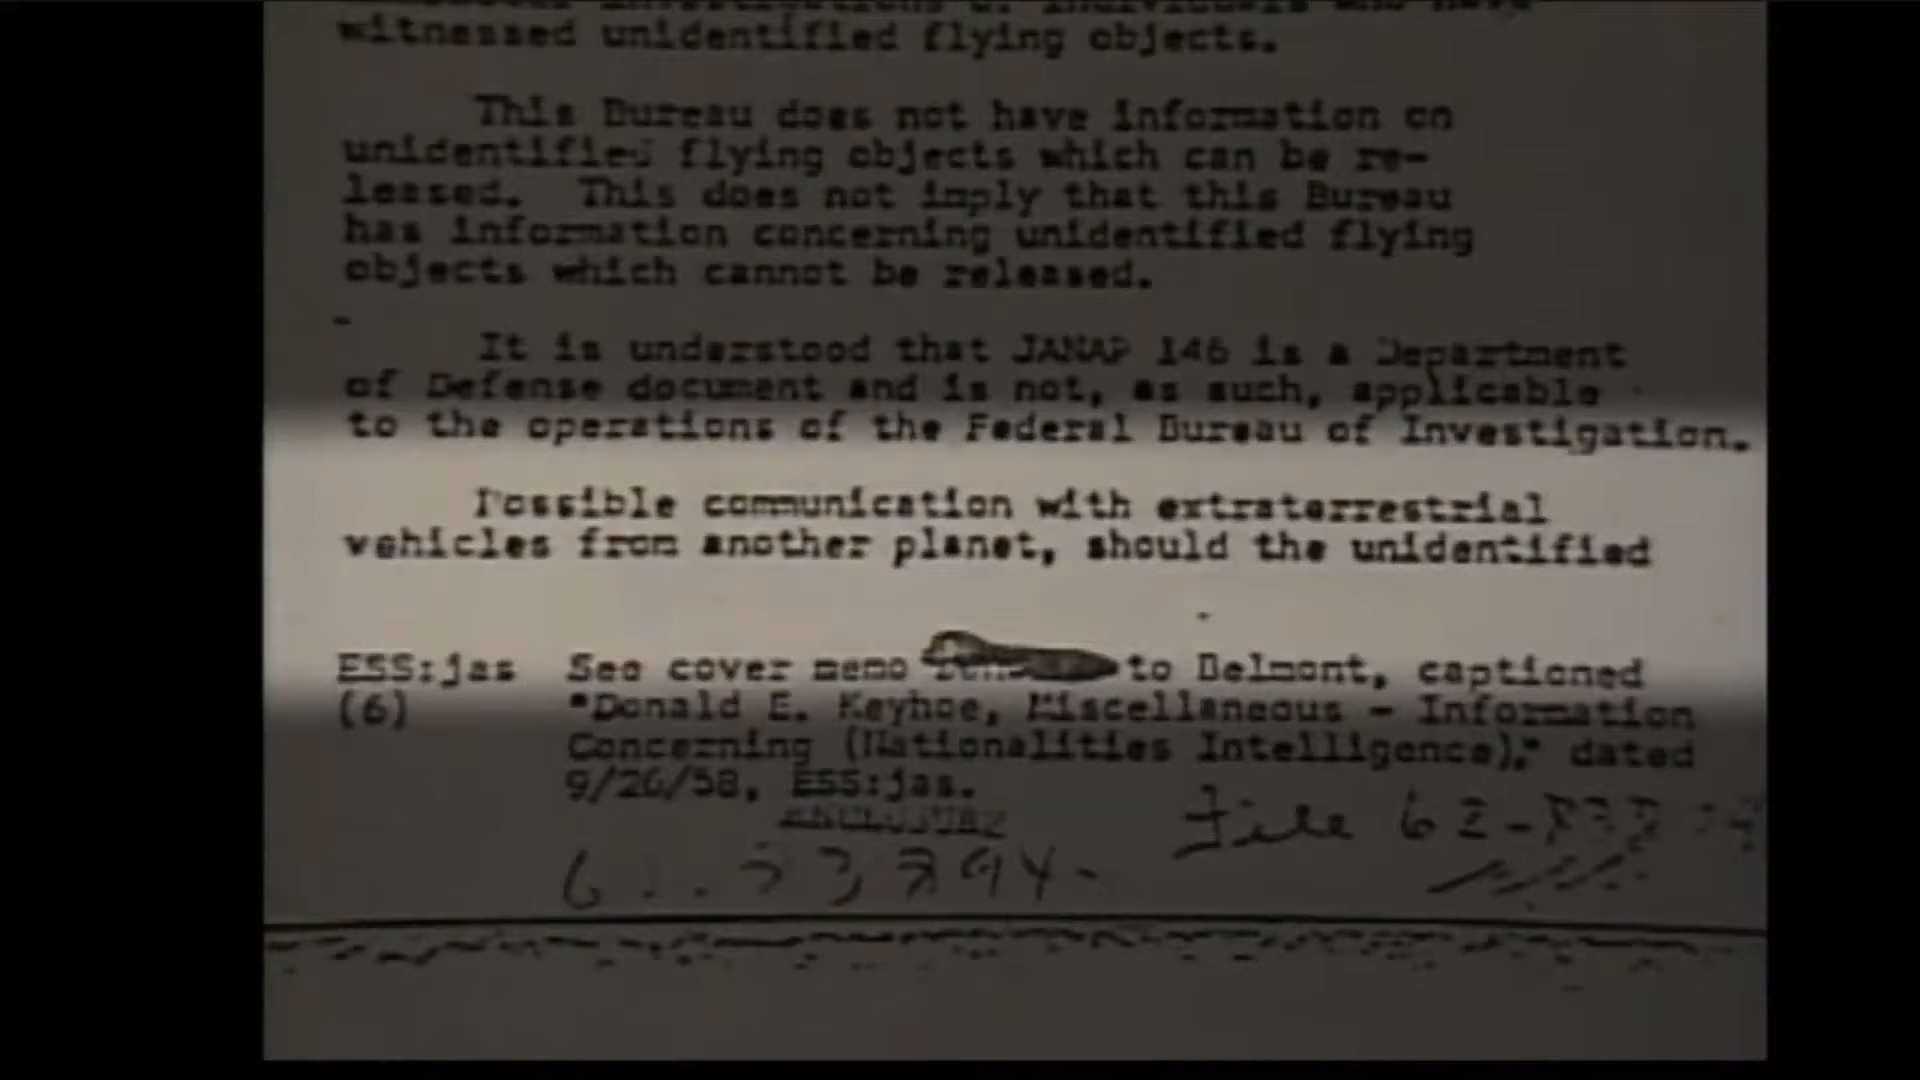 witnessed unidentified flying objects.
This Bureau does not have information on
unidentified flying objects which can be re-
leased. This does not imply that this Bureau
has information concerning unidentified flying
objects which cannot be released.
It is understood that JANAP 146 is a Department
of Defense document and is not, as such, applicable
to the operations of the Federal Bureau of Investigation.
Possible communication with extraterrestrial
vehicles from another planet, should the unidentified
ESS:jas See cover memo to Belmont, captioned
(6) "Donald E. Keyhoe, Miscellaneous - Information
Concerning (Nationalities Intelligence)," dated
9/26/58, ESS:jas.
File 62-